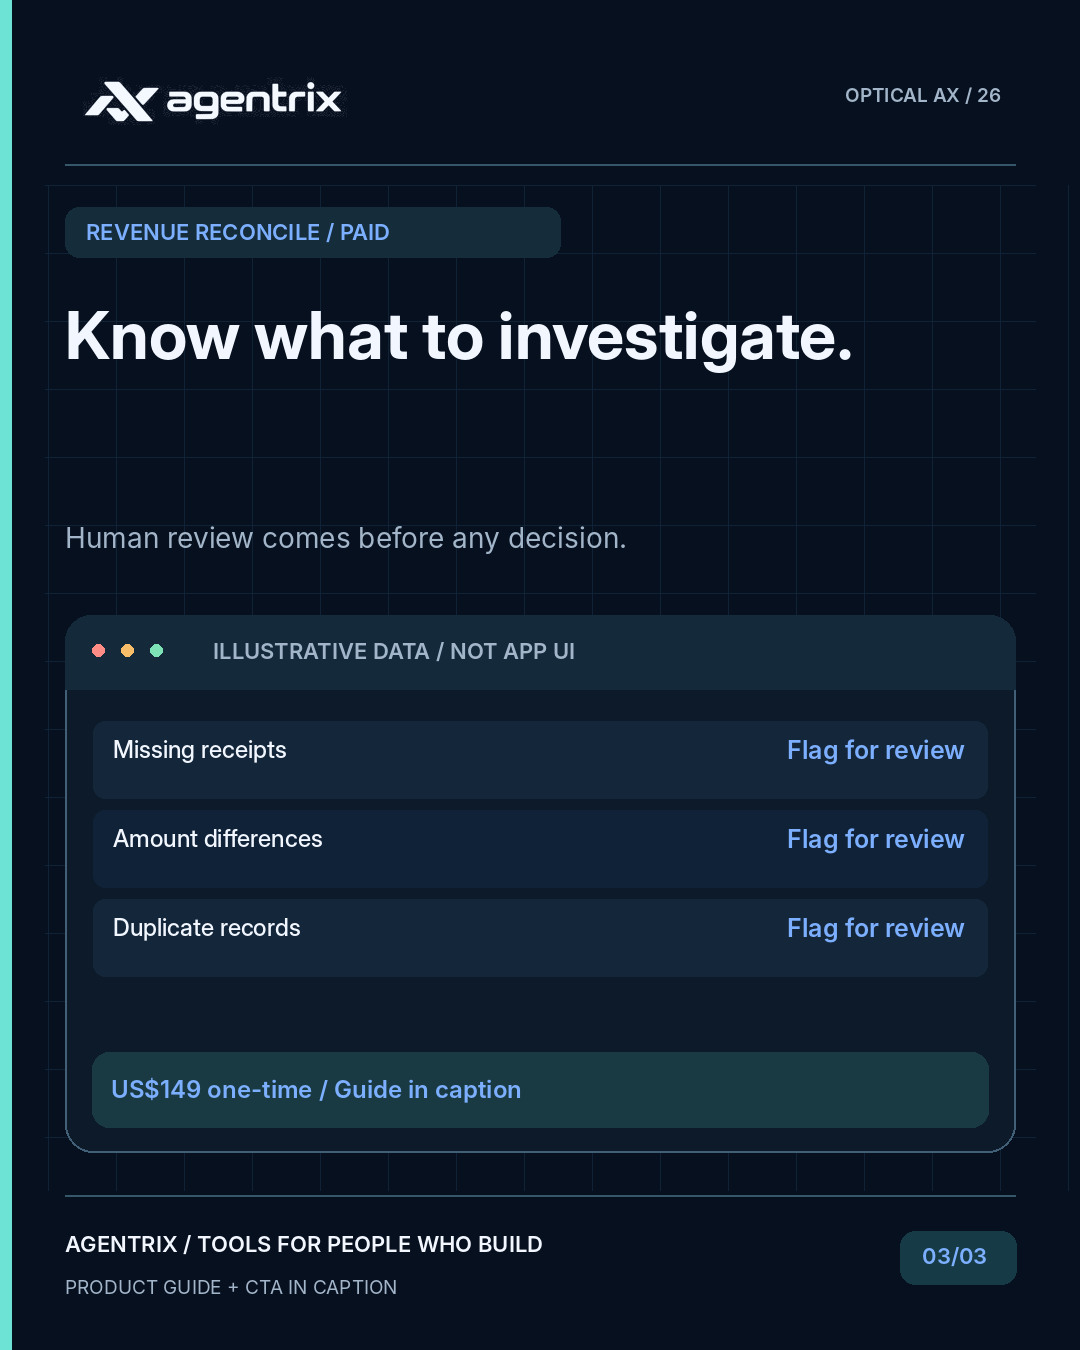 agentrix
OPTICAL AX / 26
REVENUE RECONCILE / PAID
Know what to investigate.
Human review comes before any decision.
ILLUSTRATIVE DATA / NOT APP UI
Missing receipts Flag for review
Amount differences Flag for review
Duplicate records Flag for review
US$149 one-time / Guide in caption
AGENTRIX / TOOLS FOR PEOPLE WHO BUILD
03/03
PRODUCT GUIDE + CTA IN CAPTION